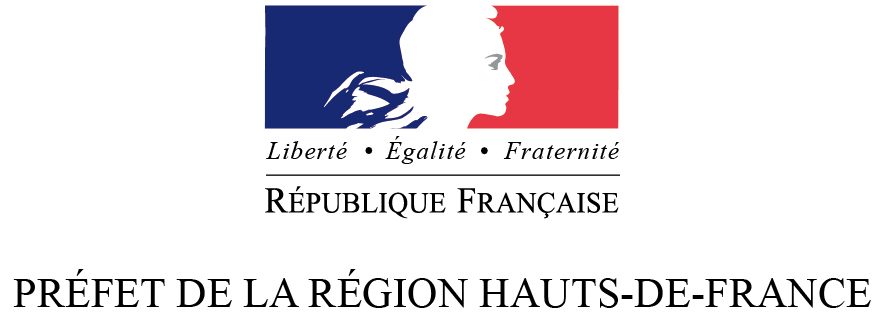 Liberté • Égalité • Fraternité
RÉPUBLIQUE FRANÇAISE
PRÉFET DE LA RÉGION HAUTS-DE-FRANCE